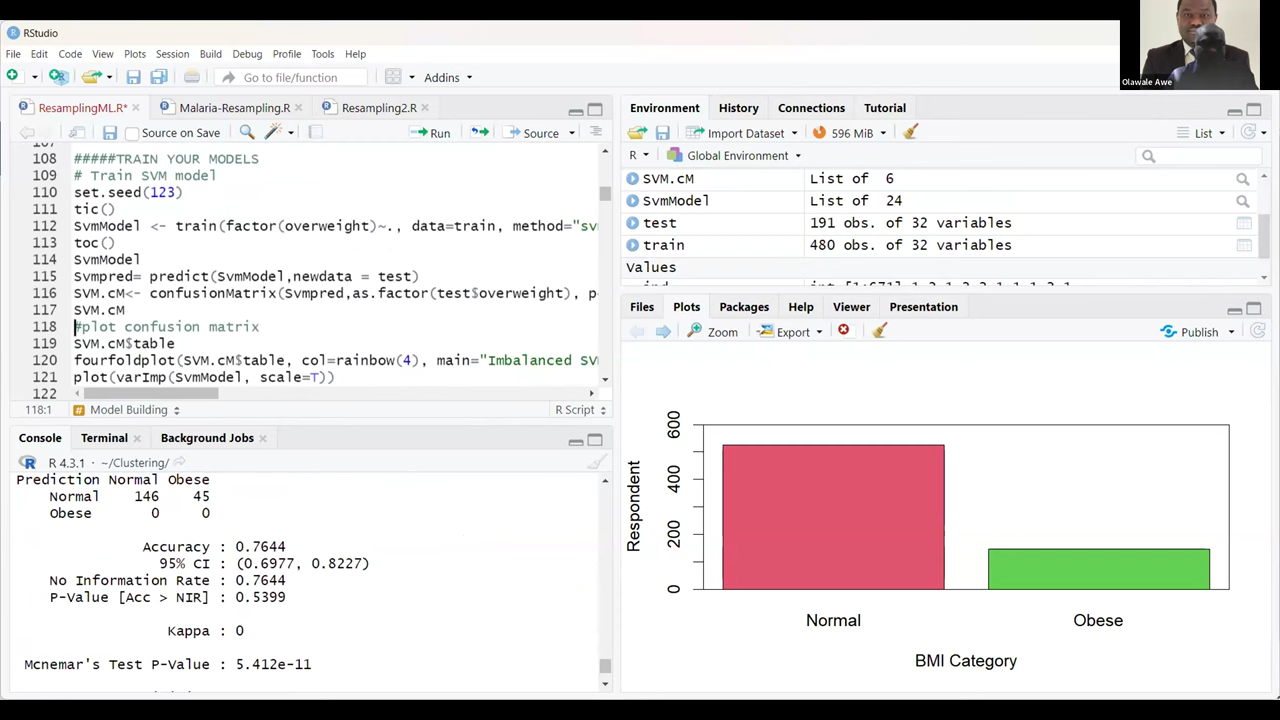 RStudio
File Edit Code View Plots Session Build Debug Profile Tools Help
Go to file/function Addins
Olawale Awe
ResamplingML.R* Malaria-Resampling.R Resampling2.R
Source on Save Run Source
108 #####TRAIN YOUR MODELS
109 # Train SVM model
110 set.seed(123)
111 tic()
112 SvmModel <- train(factor(overweight)~., data=train, method="sv
113 toc()
114 SvmModel
115 Svmpred= predict(SvmModel,newdata = test)
116 SVM.cM<- confusionMatrix(Svmpred,as.factor(test$overweight), p
117 SVM.cM
118 #plot confusion matrix
119 SVM.cM$table
120 fourfoldplot(SVM.cM$table, col=rainbow(4), main="Imbalanced SV
121 plot(varImp(SvmModel, scale=T))
122
118:1 Model Building R Script
Console Terminal Background Jobs
R 4.3.1 · ~/Clustering/
Prediction Normal Obese
Normal 146 45
Obese 0 0
Accuracy : 0.7644
95% CI : (0.6977, 0.8227)
No Information Rate : 0.7644
P-Value [Acc > NIR] : 0.5399
Kappa : 0
Mcnemar's Test P-Value : 5.412e-11
Environment History Connections Tutorial
Import Dataset 596 MiB List
R Global Environment
SVM.cM List of 6
SvmModel List of 24
test 191 obs. of 32 variables
train 480 obs. of 32 variables
Values
Files Plots Packages Help Viewer Presentation
Zoom Export Publish
Respondent
600
400
200
0
Normal Obese
BMI Category